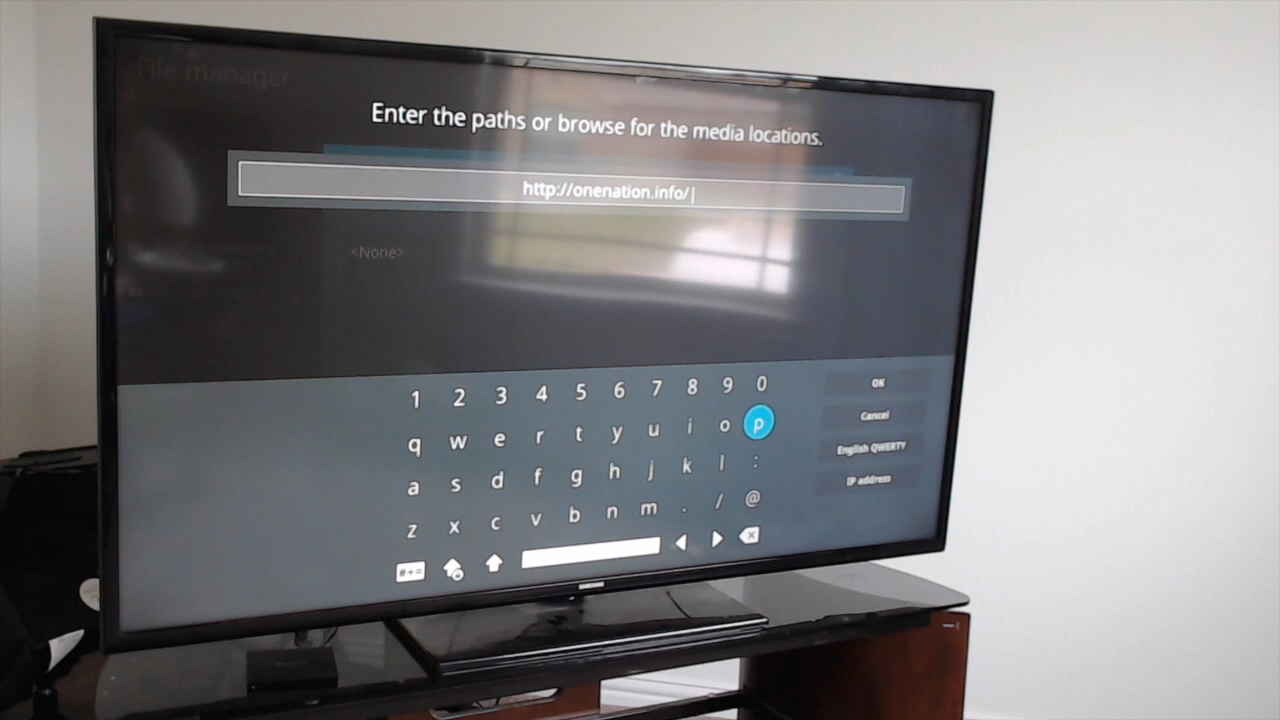 File manager
Enter the paths or browse for the media locations.
http://onenation.info/
<None>
1 2 3 4 5 6 7 8 9 0
q w e r t y u i o p
a s d f g h j k l :
z x c v b n m . / @
#+=
OK
Cancel
English QWERTY
IP address
SAMSUNG